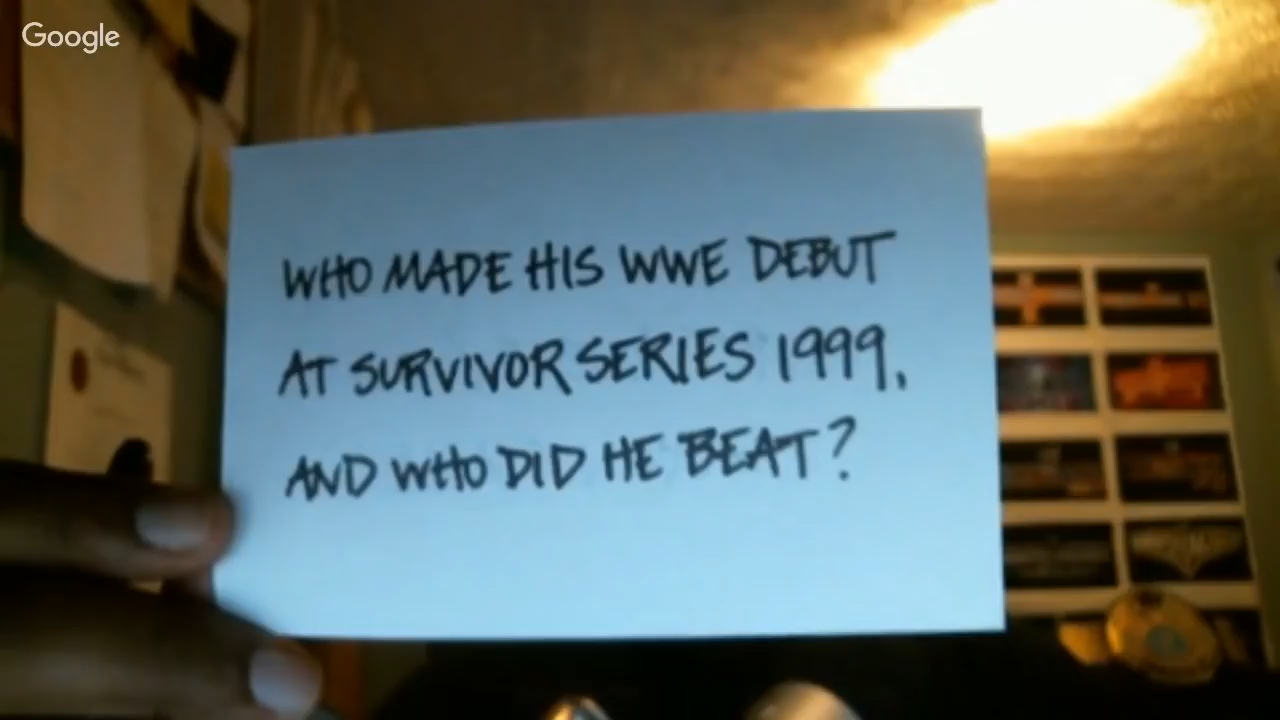 Google
WHO MADE HIS WWE DEBUT
AT SURVIVOR SERIES 1999,
AND WHO DID HE BEAT?